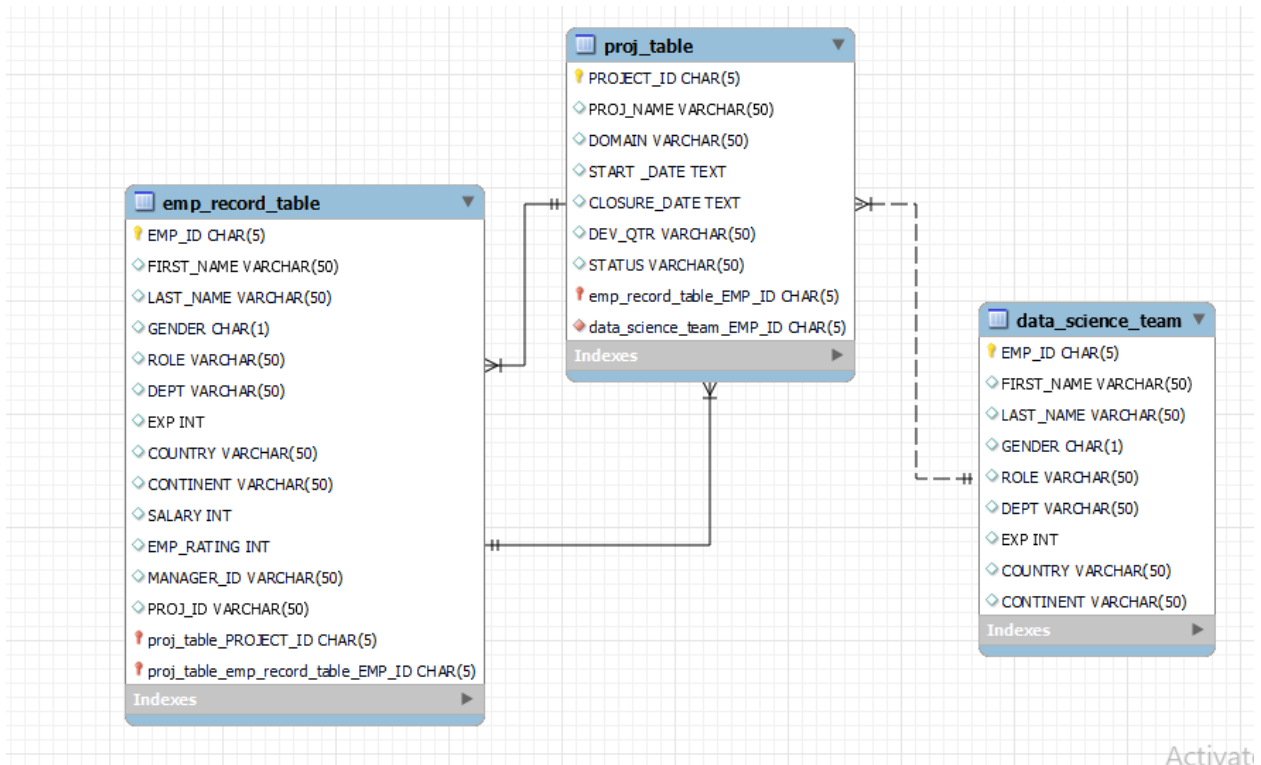 proj_table
PROJECT_ID CHAR(5)
PROJ_NAME VARCHAR(50)
DOMAIN VARCHAR(50)
START _DATE TEXT
CLOSURE_DATE TEXT
DEV_QTR VARCHAR(50)
STATUS VARCHAR(50)
emp_record_table_EMP_ID CHAR(5)
data_science_team_EMP_ID CHAR(5)
Indexes
emp_record_table
EMP_ID CHAR(5)
FIRST_NAME VARCHAR(50)
LAST_NAME VARCHAR(50)
GENDER CHAR(1)
ROLE VARCHAR(50)
DEPT VARCHAR(50)
EXP INT
COUNTRY VARCHAR(50)
CONTINENT VARCHAR(50)
SALARY INT
EMP_RATING INT
MANAGER_ID VARCHAR(50)
PROJ_ID VARCHAR(50)
proj_table_PROJECT_ID CHAR(5)
proj_table_emp_record_table_EMP_ID CHAR(5)
Indexes
data_science_team
EMP_ID CHAR(5)
FIRST_NAME VARCHAR(50)
LAST_NAME VARCHAR(50)
GENDER CHAR(1)
ROLE VARCHAR(50)
DEPT VARCHAR(50)
EXP INT
COUNTRY VARCHAR(50)
CONTINENT VARCHAR(50)
Indexes
Activat